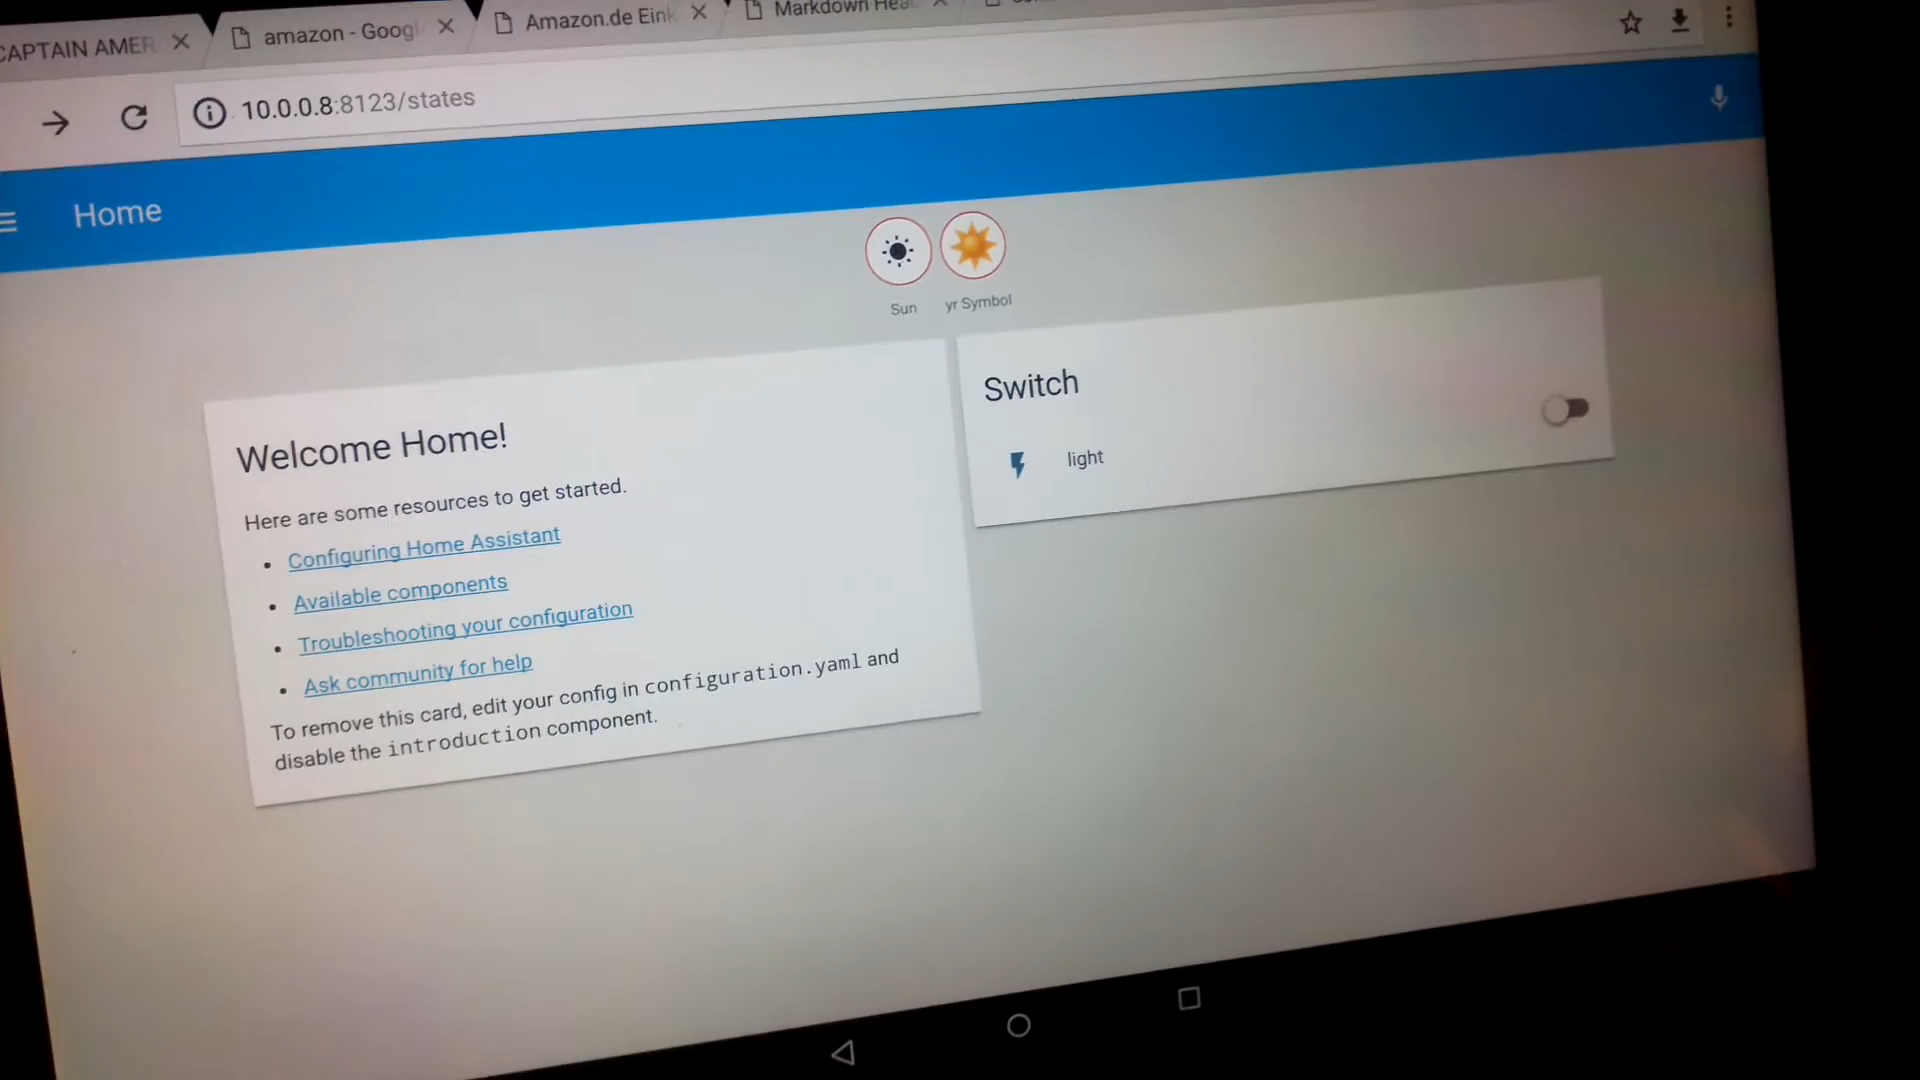 CAPTAIN AMER
amazon - Googl
Amazon.de Eink
Markdown Hea
10.0.0.8:8123/states
Home
Sun
yr Symbol
Welcome Home!
Here are some resources to get started.
Configuring Home Assistant
Available components
Troubleshooting your configuration
Ask community for help
To remove this card, edit your config in configuration.yaml and
disable the introduction component.
Switch
light